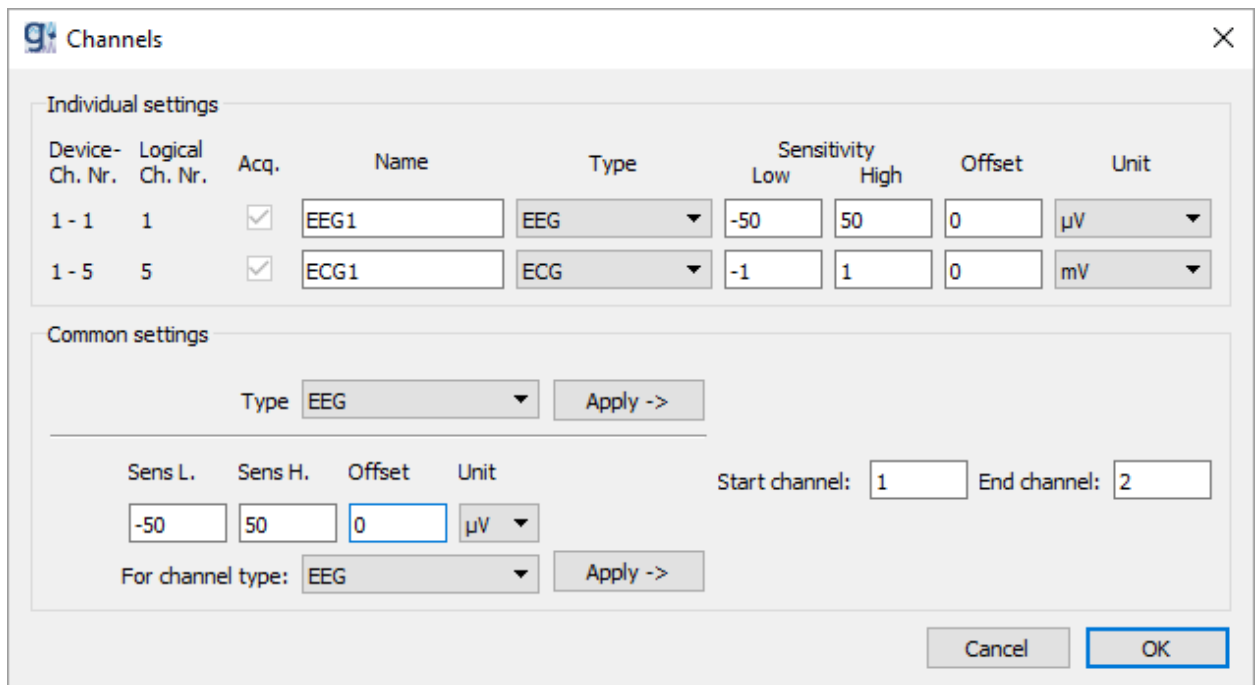 g Channels
Individual settings
Device- Logical Acq. Name Type Sensitivity Offset Unit
Ch. Nr. Ch. Nr. Low High
1 - 1 1 EEG1 EEG -50 50 0 µV
1 - 5 5 ECG1 ECG -1 1 0 mV
Common settings
Type EEG Apply ->
Sens L. Sens H. Offset Unit
Start channel: 1 End channel: 2
-50 50 0 µV
For channel type: EEG Apply ->
Cancel OK